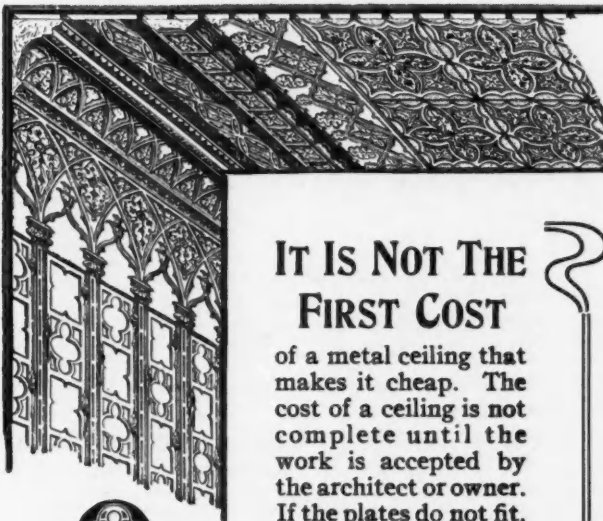 IT IS NOT THE
FIRST COST
of a metal ceiling that
makes it cheap. The
cost of a ceiling is not
complete until the
work is accepted by
the architect or owner.
If the plates do not fit,